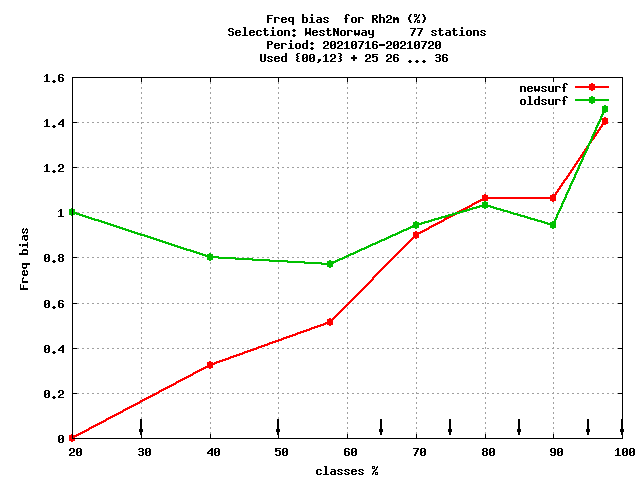 Freq bias  for Rh2m (%)
Selection: WestNorway     77 stations
Period: 20210716-20210720
Used {00,12} + 25 26 ... 36
newsurf
oldsurf
1.6
1.4
1.2
1
0.8
0.6
0.4
0.2
0
Freq bias
20 30 40 50 60 70 80 90 100
classes %